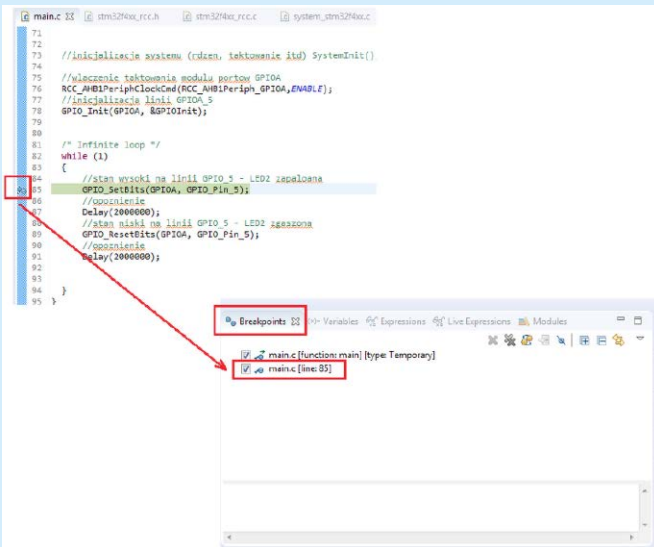 main.c stm32f4xx_rcc.h stm32f4xx_rcc.c system_stm32f4xx.c
71
72
73 //inicjalizacja systemu (rdzen, taktowanie itd) SystemInit()
74
75 //wlaczenie taktowania modulu portow GPIOA
76 RCC_AHB1PeriphClockCmd(RCC_AHB1Periph_GPIOA,ENABLE);
77 //inicjalizacja linii GPIOA_5
78 GPIO_Init(GPIOA, &GPIOInit);
79
80
81 /* Infinite loop */
82 while (1)
83 {
84 //stan wysoki na linii GPIO_5 - LED2 zapaloana
85 GPIO_SetBits(GPIOA, GPIO_Pin_5);
86 //opoznienie
87 Delay(2000000);
88 //stan niski na linii GPIO_5 - LED2 zgaszona
89 GPIO_ResetBits(GPIOA, GPIO_Pin_5);
90 //opoznienie
91 Delay(2000000);
92
93
94 }
95 }
Breakpoints Variables Expressions Live Expressions Modules
main.c [function: main] [type: Temporary]
main.c [line: 85]